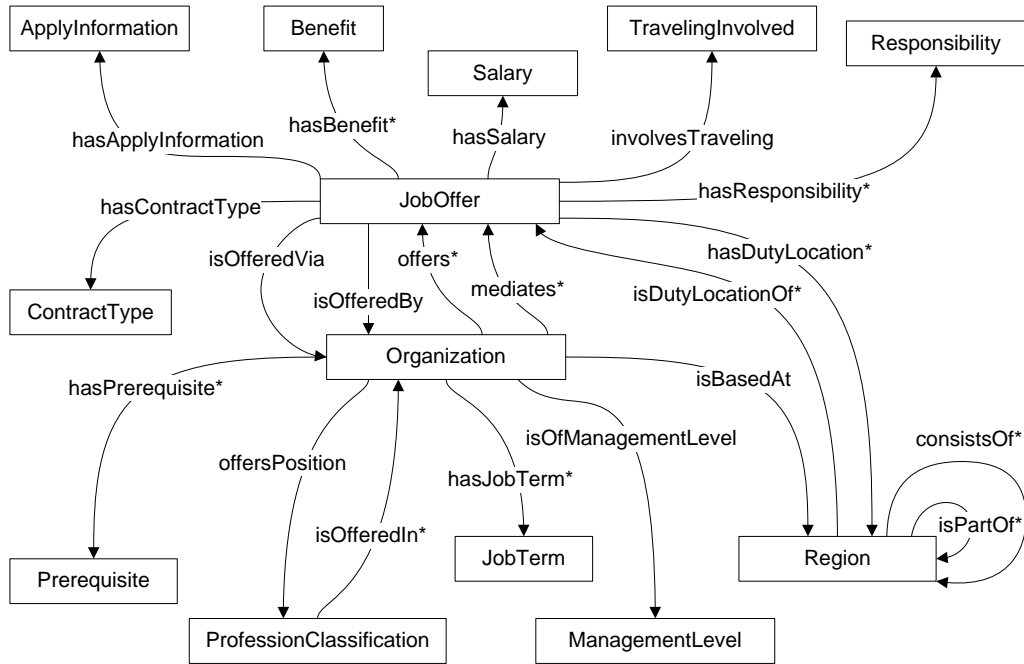 ApplyInformation
Benefit
TravelingInvolved
Responsibility
Salary
hasBenefit*
hasSalary
hasApplyInformation
involvesTraveling
hasResponsibility*
JobOffer
hasContractType
isOfferedVia
offers*
hasDutyLocation*
mediates*
isDutyLocationOf*
isOfferedBy
ContractType
Organization
hasPrerequisite*
isBasedAt
isOfManagementLevel
consistsOf*
offersPosition
hasJobTerm*
isPartOf*
isOfferedIn*
JobTerm
Region
Prerequisite
ProfessionClassification
ManagementLevel